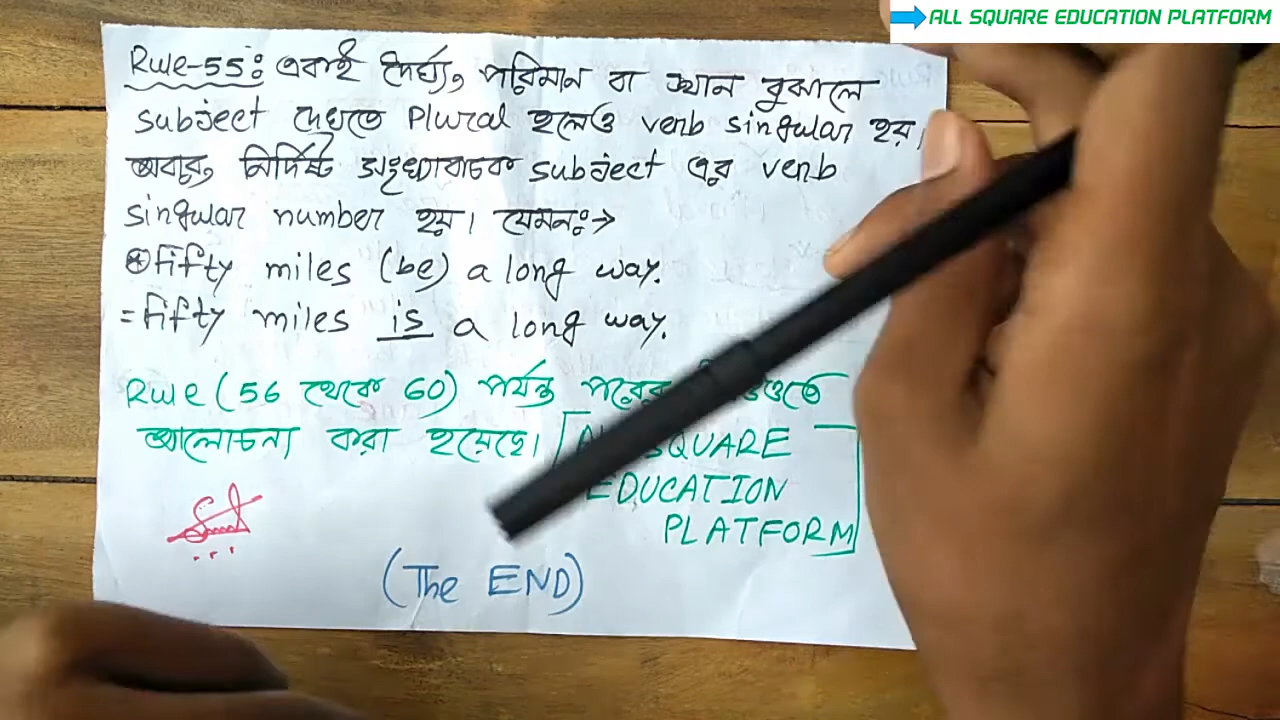 ALL SQUARE EDUCATION PLATFORM
Rule-55: একই দৈর্ঘ্য, পরিমান বা স্থান বুঝালে
subject দেখতে Plural হলেও verb singular হয়।
আবার, নির্দিষ্ট সংখ্যাবাচক subject এর verb
singular number হয়। যেমনঃ→
⊛ Fifty miles (be) a long way.
= Fifty miles is a long way.
Rule (56 থেকে 60) পর্যন্ত পরের
আলোচনা করা হয়েছে। [ SQUARE
EDUCATION
PLATFORM]
(The END)